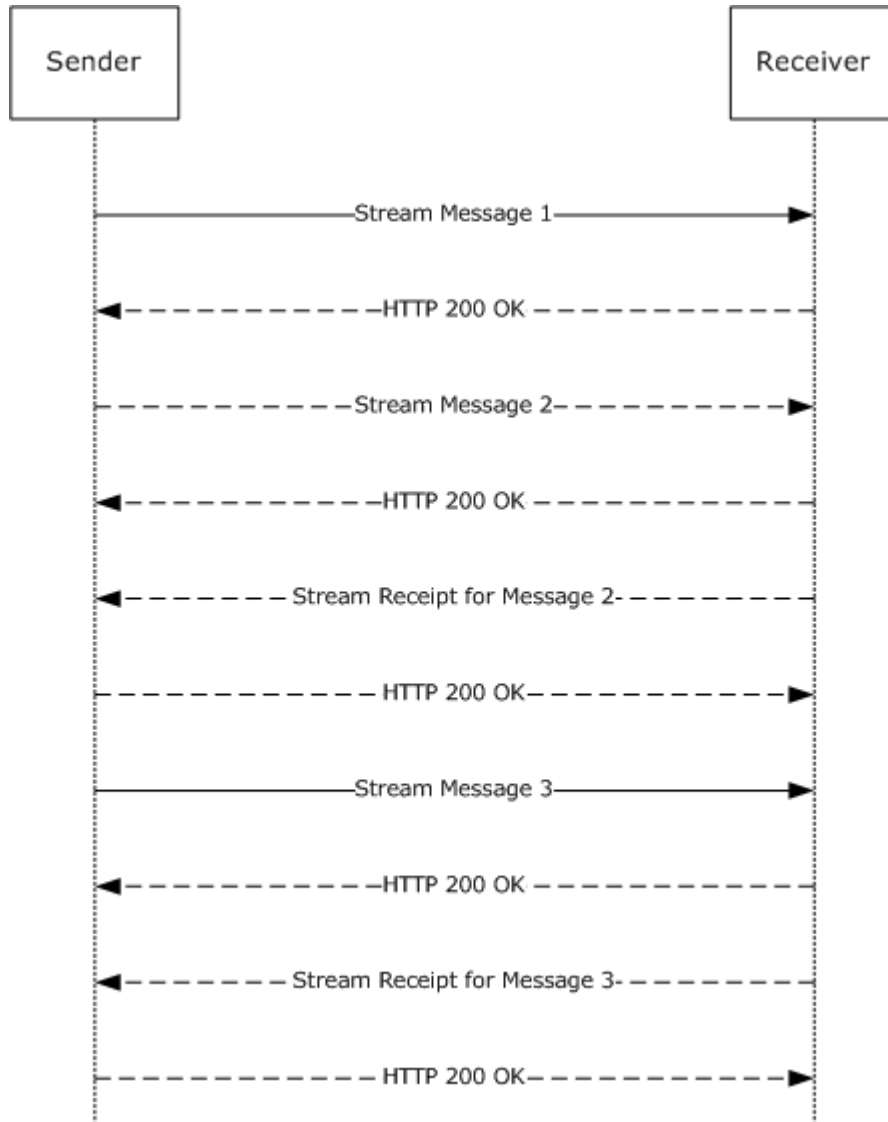 Sender
Receiver
Stream Message 1
HTTP 200 OK
Stream Message 2
HTTP 200 OK
Stream Receipt for Message 2
HTTP 200 OK
Stream Message 3
HTTP 200 OK
Stream Receipt for Message 3
HTTP 200 OK